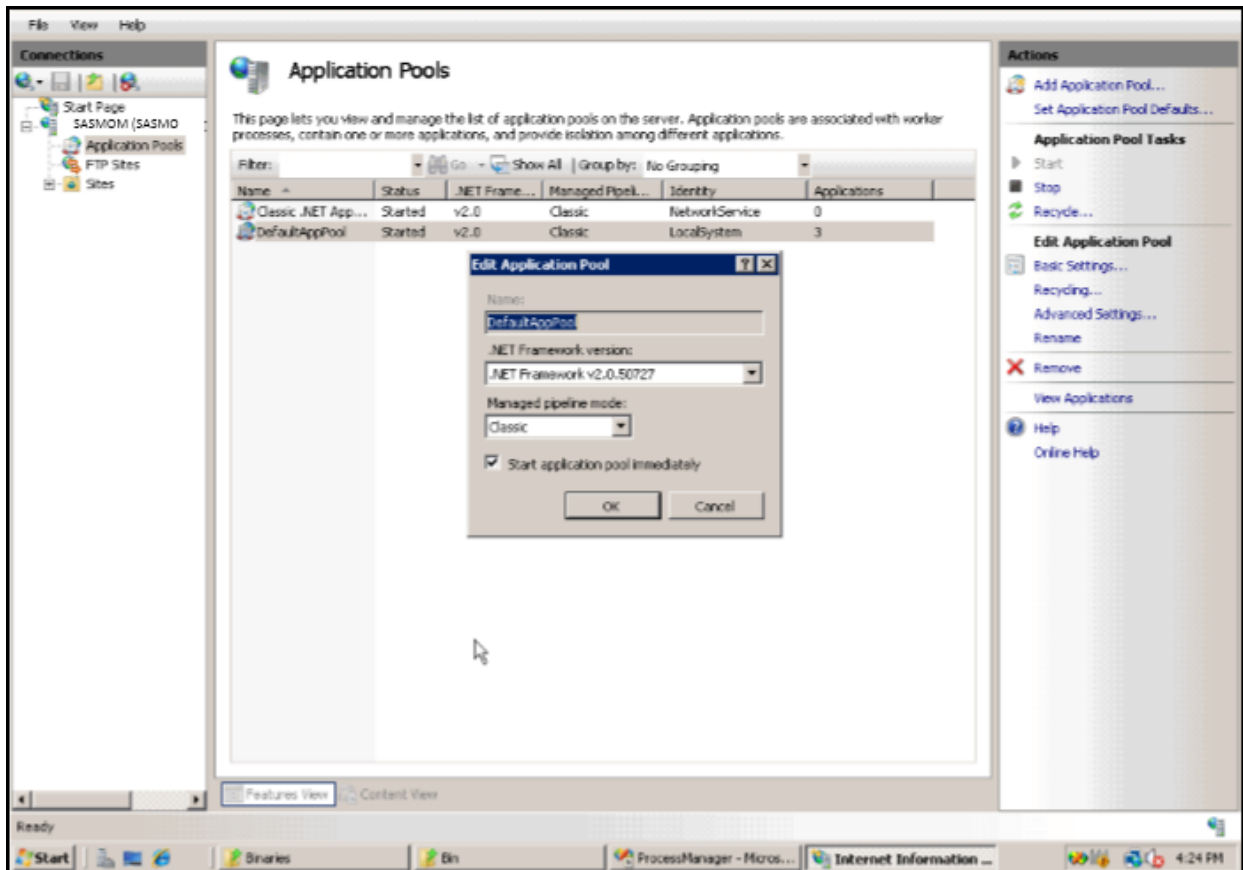 File View Help
Connections
Start Page
SASMOM (SASMO
Application Pools
FTP Sites
Sites
Application Pools
This page lets you view and manage the list of application pools on the server. Application pools are associated with worker
processes, contain one or more applications, and provide isolation among different applications.
Filter: Go Show All Group by: No Grouping
Name Status .NET Frame... Managed Pipeli... Identity Applications
Classic .NET App... Started v2.0 Classic NetworkService 0
DefaultAppPool Started v2.0 Classic LocalSystem 3
Edit Application Pool
Name:
DefaultAppPool
.NET Framework version:
.NET Framework v2.0.50727
Managed pipeline mode:
Classic
Start application pool immediately
OK Cancel
Features View Content View
Actions
Add Application Pool...
Set Application Pool Defaults...
Application Pool Tasks
Start
Stop
Recycle...
Edit Application Pool
Basic Settings...
Recycling...
Advanced Settings...
Rename
Remove
View Applications
Help
Online Help
Ready
Start Binaries Bin ProcessManager - Micros... Internet Information ... 4:24 PM